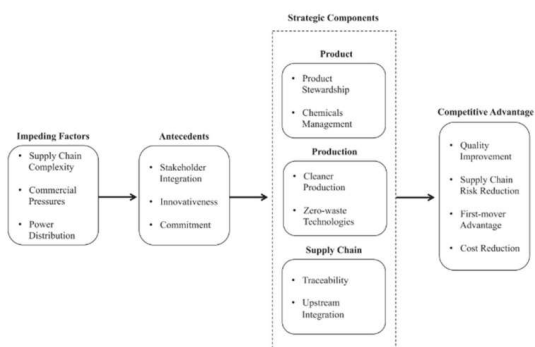 Strategic Components
Product
• Product
Stewardship
• Chemicals
Management
Impeding Factors
• Supply Chain
Complexity
• Commercial
Pressures
• Power
Distribution
Antecedents
• Stakeholder
Integration
• Innovativeness
• Commitment
Production
• Cleaner
Production
• Zero-waste
Technologies
Supply Chain
• Traceability
• Upstream
Integration
Competitive Advantage
• Quality
Improvement
• Supply Chain
Risk Reduction
• First-mover
Advantage
• Cost Reduction